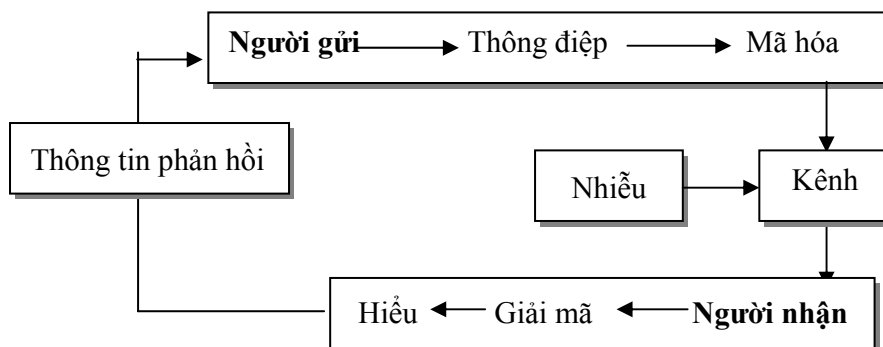 Người gửi Thông điệp Mã hóa
Thông tin phản hồi
Nhiễu
Kênh
Hiểu Giải mã Người nhận